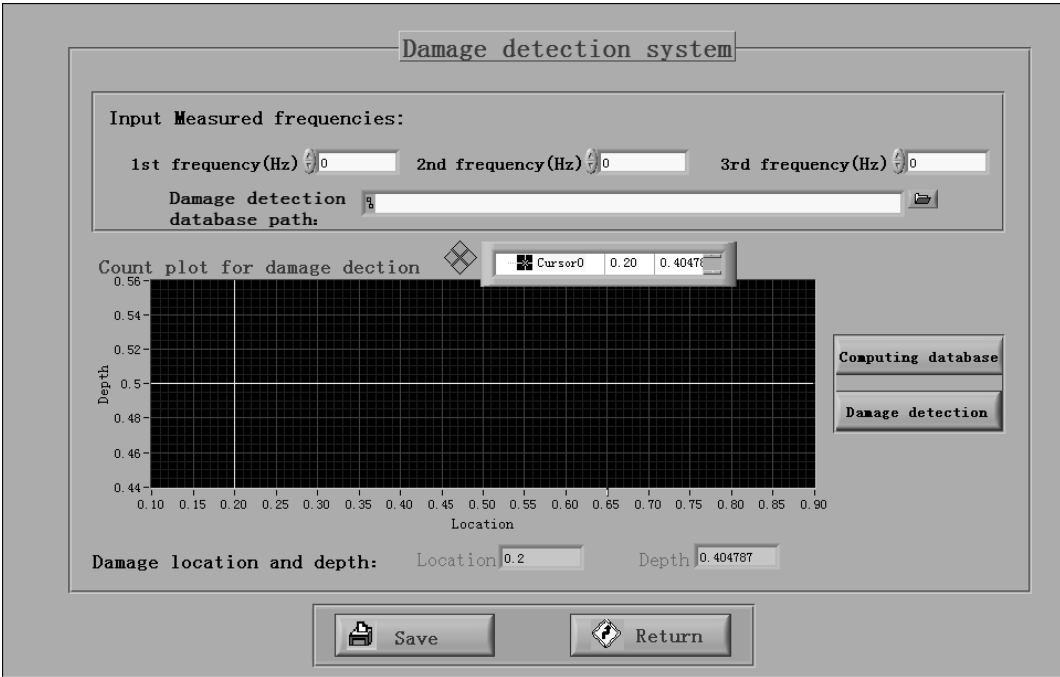 Damage detection system
Input Measured frequencies:
1st frequency(Hz) 0 2nd frequency(Hz) 0 3rd frequency(Hz) 0
Damage detection
database path:
Count plot for damage dection
Cursor0 0.20 0.40478
0.56
0.54
0.52
0.5
0.48
0.46
0.44
Depth
0.10 0.15 0.20 0.25 0.30 0.35 0.40 0.45 0.50 0.55 0.60 0.65 0.70 0.75 0.80 0.85 0.90
Location
Computing database
Damage detection
Damage location and depth: Location 0.2 Depth 0.404787
Save Return